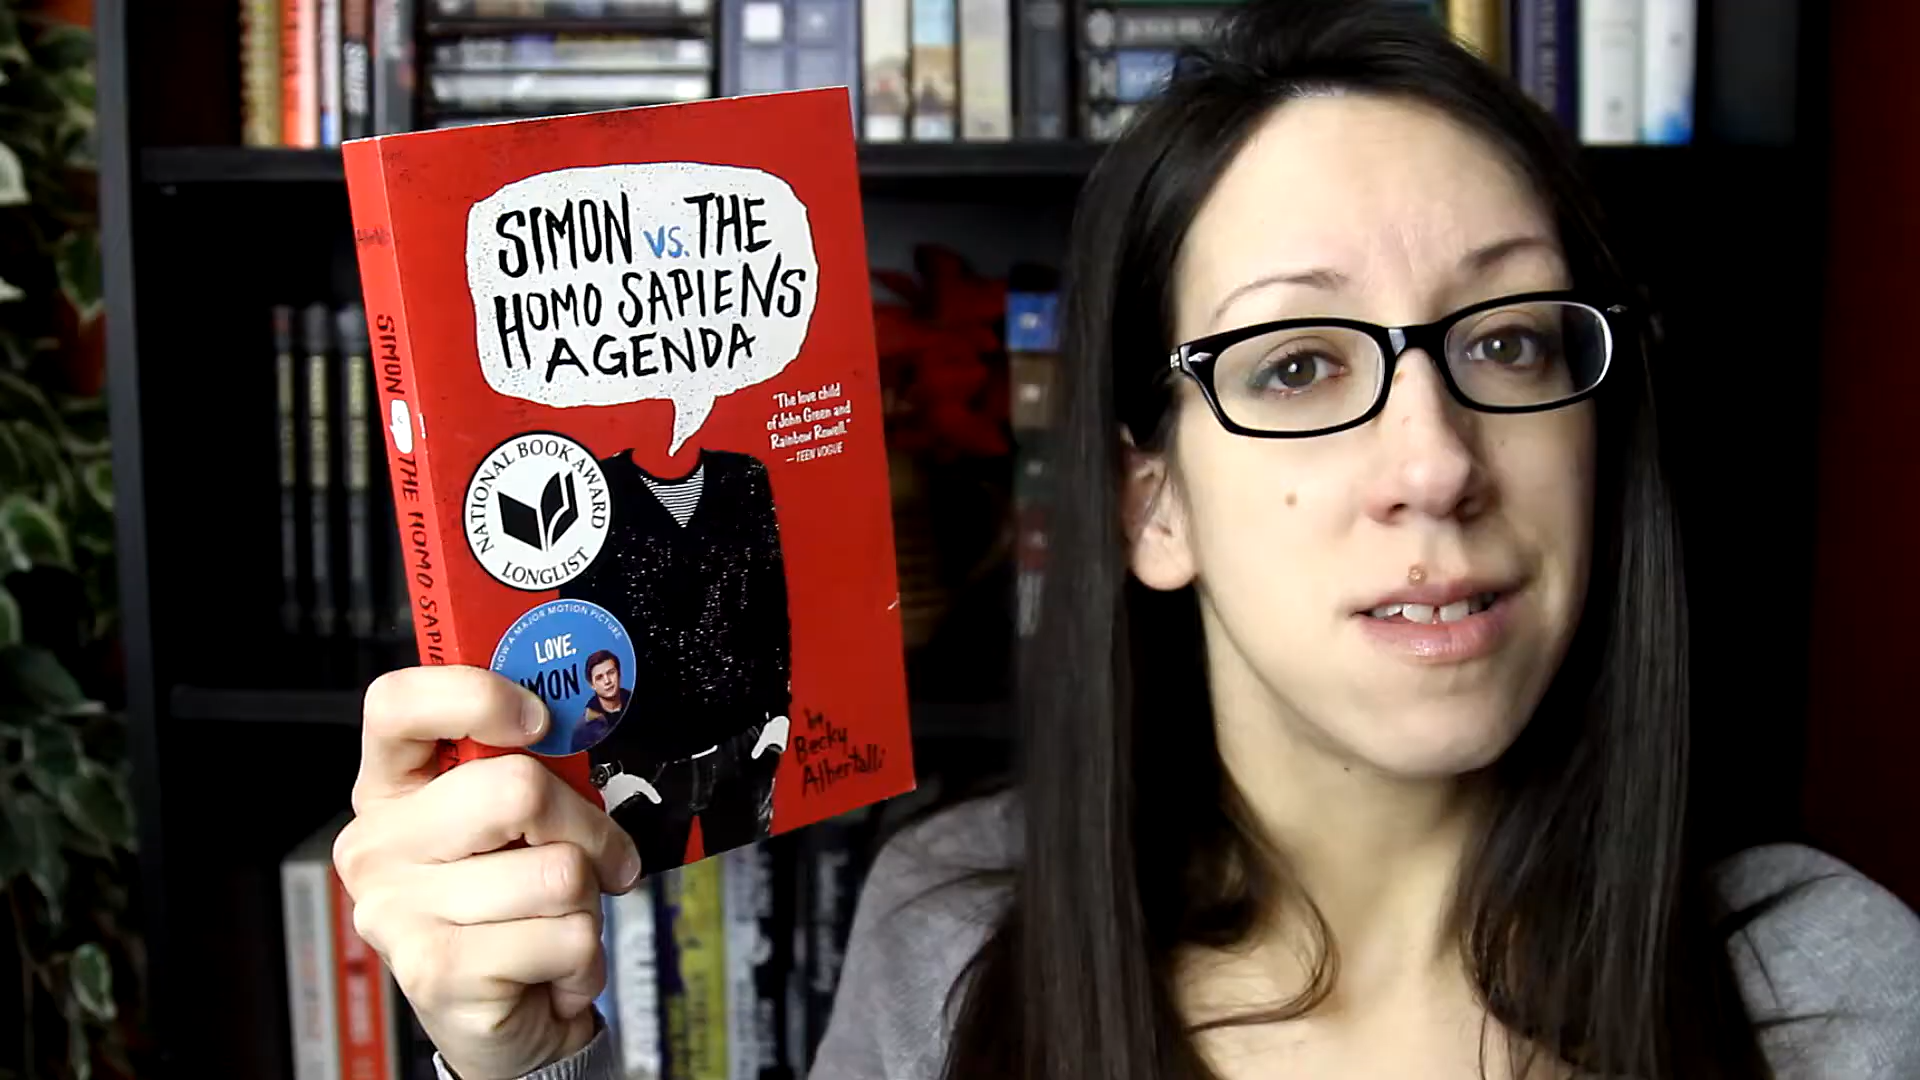 SIMON VS. THE
HOMO SAPIENS
AGENDA
"The love child
of John Green and
Rainbow Rowell."
— TEEN VOGUE
NATIONAL BOOK AWARD
LONGLIST
NOW A MAJOR MOTION PICTURE
LOVE,
by
Becky
Albertalli
SIMON
THE HOMO